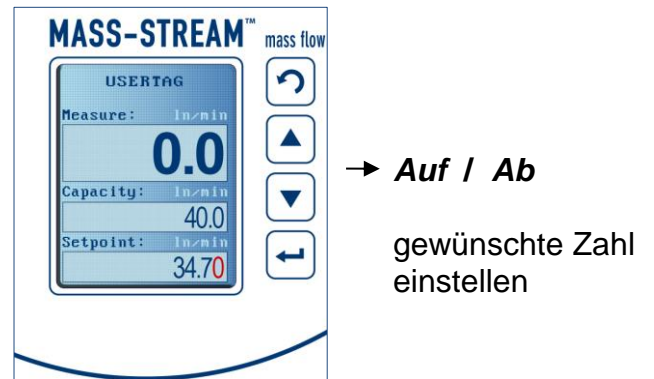 MASS-STREAM™ mass flow
USERTAG
Measure: ln/min
0.0
Capacity: ln/min
40.0
Setpoint: ln/min
34.70
Auf / Ab
gewünschte Zahl
einstellen